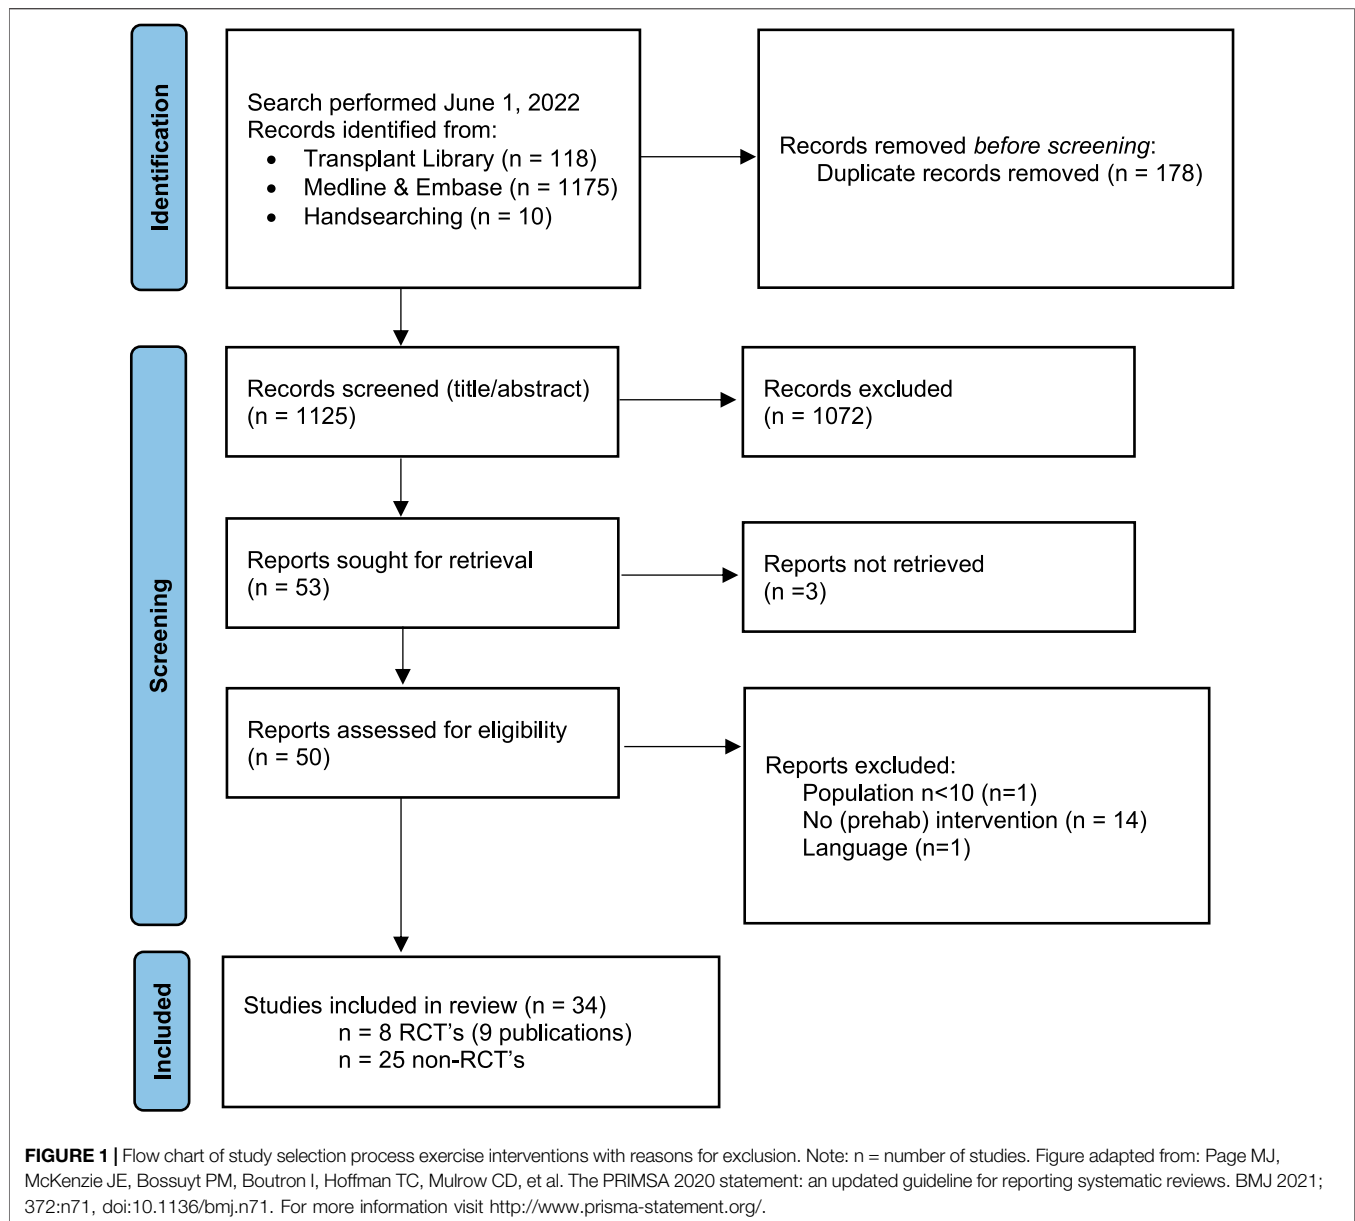 Identification
Search performed June 1, 2022
Records identified from:
• Transplant Library (n = 118)
• Medline & Embase (n = 1175)
• Handsearching (n = 10)
Records removed before screening:
Duplicate records removed (n = 178)
Screening
Records screened (title/abstract)
(n = 1125)
Records excluded
(n = 1072)
Reports sought for retrieval
(n = 53)
Reports not retrieved
(n =3)
Reports assessed for eligibility
(n = 50)
Reports excluded:
Population n<10 (n=1)
No (prehab) intervention (n = 14)
Language (n=1)
Included
Studies included in review (n = 34)
n = 8 RCT’s (9 publications)
n = 25 non-RCT’s
FIGURE 1 | Flow chart of study selection process exercise interventions with reasons for exclusion. Note: n = number of studies. Figure adapted from: Page MJ,
McKenzie JE, Bossuyt PM, Boutron I, Hoffman TC, Mulrow CD, et al. The PRIMSA 2020 statement: an updated guideline for reporting systematic reviews. BMJ 2021;
372:n71, doi:10.1136/bmj.n71. For more information visit http://www.prisma-statement.org/.